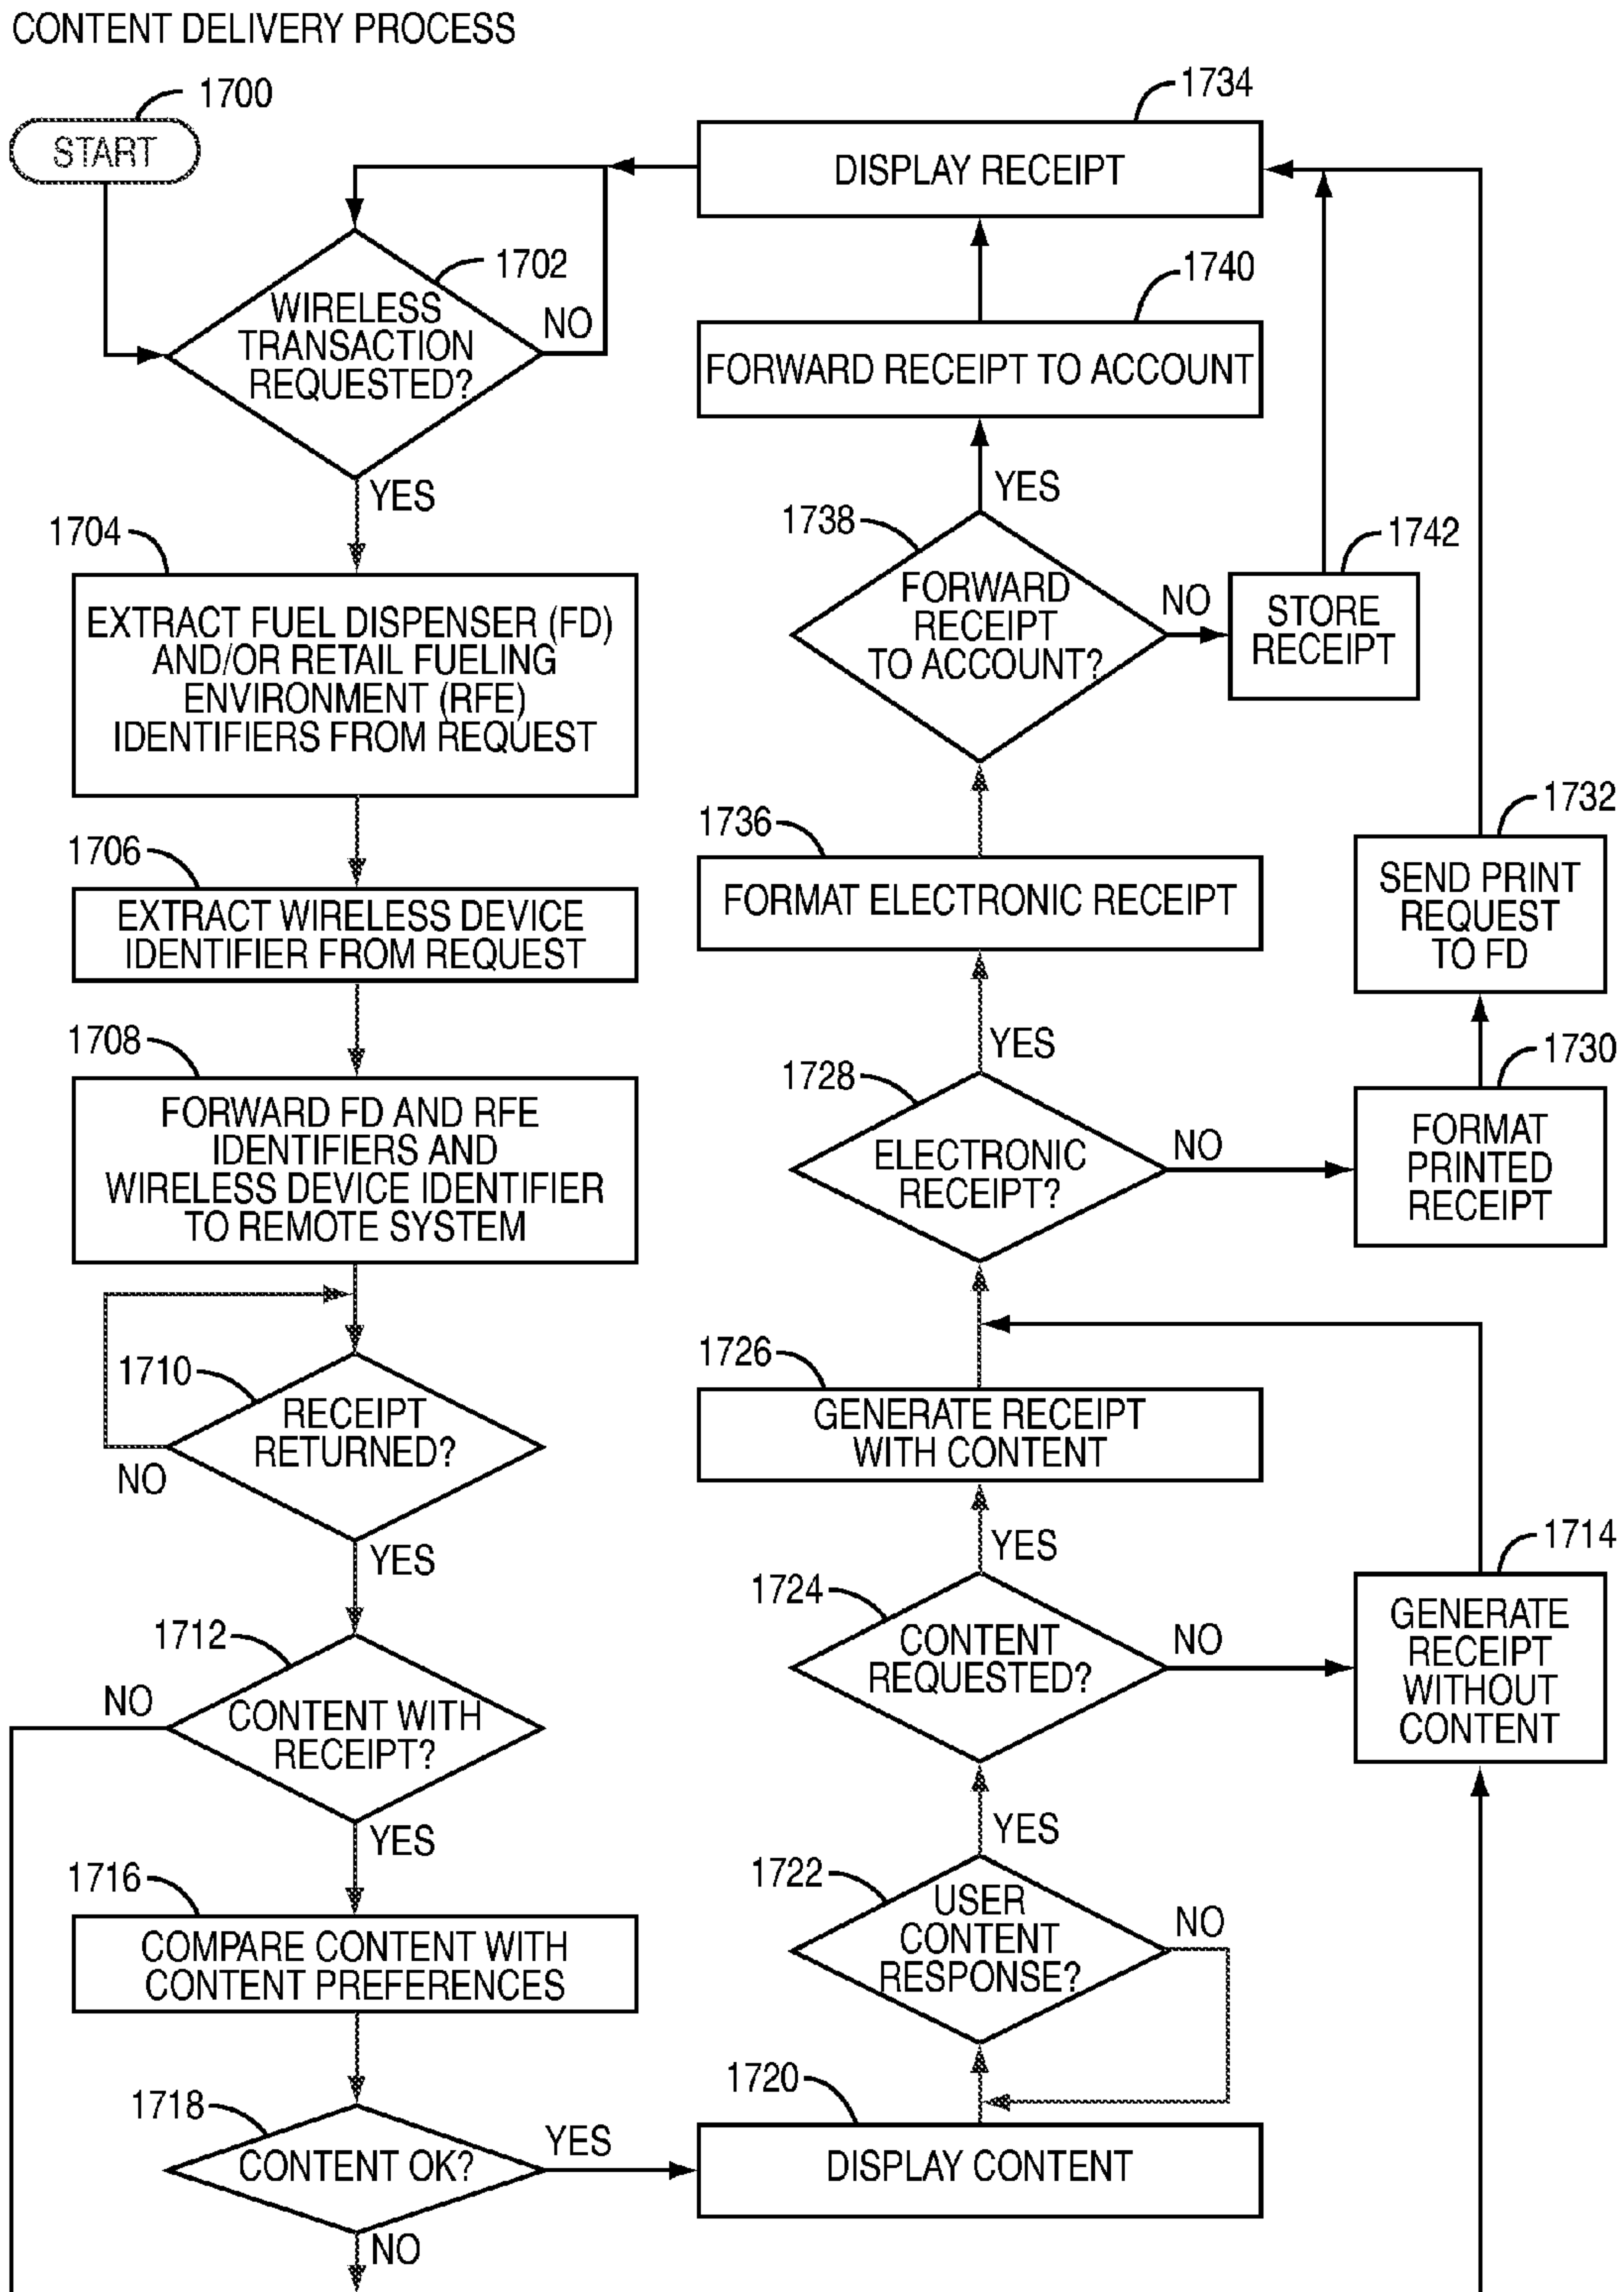 CONTENT DELIVERY PROCESS
1700
START
1702
WIRELESS
TRANSACTION
REQUESTED?
NO
YES
1704
EXTRACT FUEL DISPENSER (FD)
AND/OR RETAIL FUELING
ENVIRONMENT (RFE)
IDENTIFIERS FROM REQUEST
1706
EXTRACT WIRELESS DEVICE
IDENTIFIER FROM REQUEST
1708
FORWARD FD AND RFE
IDENTIFIERS AND
WIRELESS DEVICE IDENTIFIER
TO REMOTE SYSTEM
1710
RECEIPT
RETURNED?
NO
YES
1712
NO
CONTENT WITH
RECEIPT?
YES
1716
COMPARE CONTENT WITH
CONTENT PREFERENCES
1718
CONTENT OK?
YES
NO
1734
DISPLAY RECEIPT
1740
FORWARD RECEIPT TO ACCOUNT
YES
1738
FORWARD
RECEIPT
TO ACCOUNT?
NO
1742
STORE
RECEIPT
1736
FORMAT ELECTRONIC RECEIPT
1732
SEND PRINT
REQUEST
TO FD
YES
1728
ELECTRONIC
RECEIPT?
NO
1730
FORMAT
PRINTED
RECEIPT
1726
GENERATE RECEIPT
WITH CONTENT
YES
1724
CONTENT
REQUESTED?
NO
1714
GENERATE
RECEIPT
WITHOUT
CONTENT
YES
1722
USER
CONTENT
RESPONSE?
NO
1720
DISPLAY CONTENT